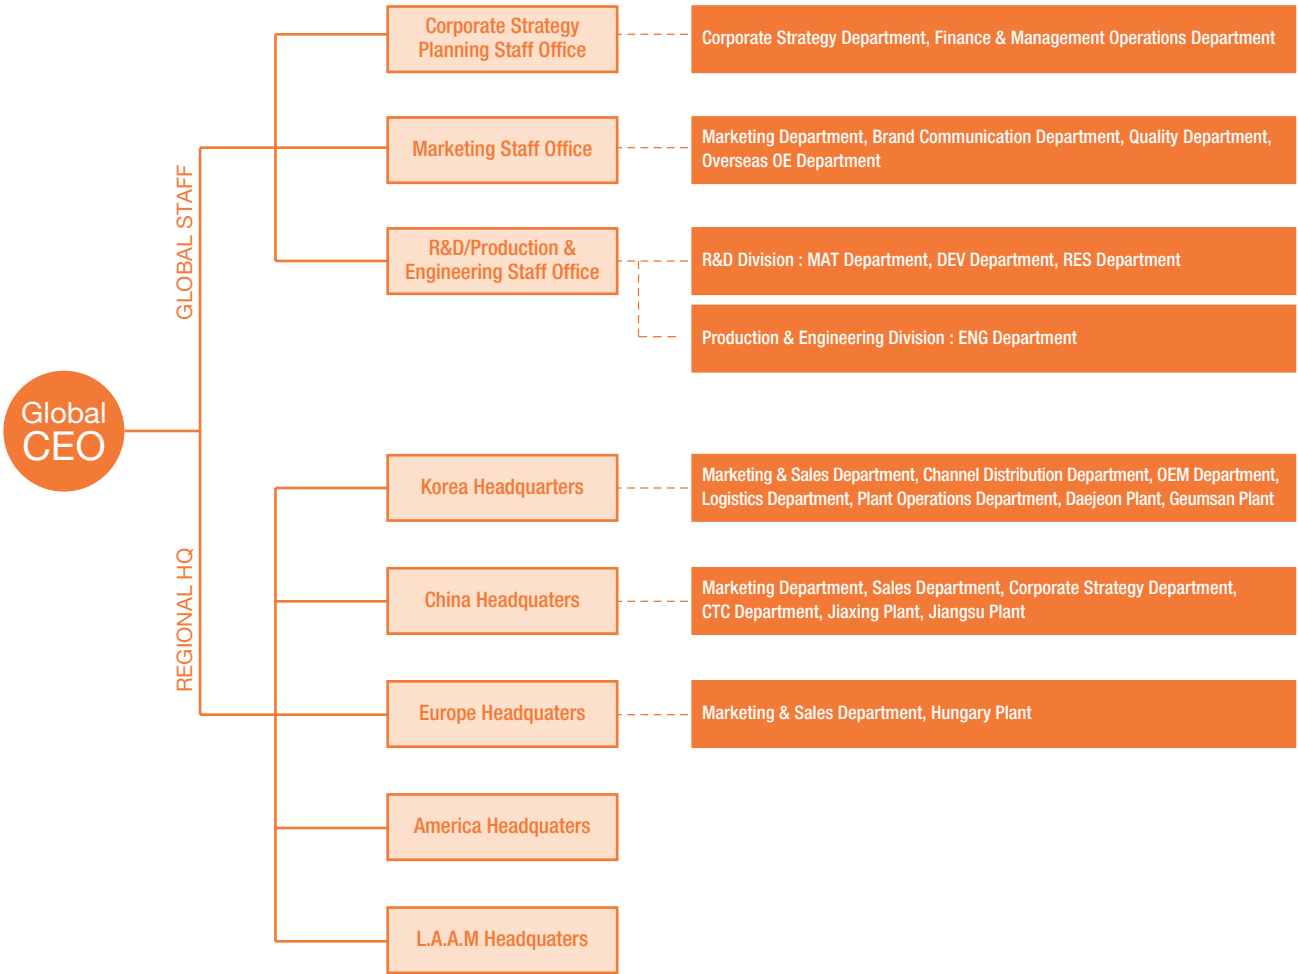 Global
CEO
GLOBAL STAFF
Corporate Strategy
Planning Staff Office
Corporate Strategy Department, Finance & Management Operations Department
Marketing Staff Office
Marketing Department, Brand Communication Department, Quality Department,
Overseas OE Department
R&D/Production &
Engineering Staff Office
R&D Division : MAT Department, DEV Department, RES Department
Production & Engineering Division : ENG Department
REGIONAL HQ
Korea Headquarters
Marketing & Sales Department, Channel Distribution Department, OEM Department,
Logistics Department, Plant Operations Department, Daejeon Plant, Geumsan Plant
China Headquaters
Marketing Department, Sales Department, Corporate Strategy Department,
CTC Department, Jiaxing Plant, Jiangsu Plant
Europe Headquaters
Marketing & Sales Department, Hungary Plant
America Headquaters
L.A.A.M Headquaters